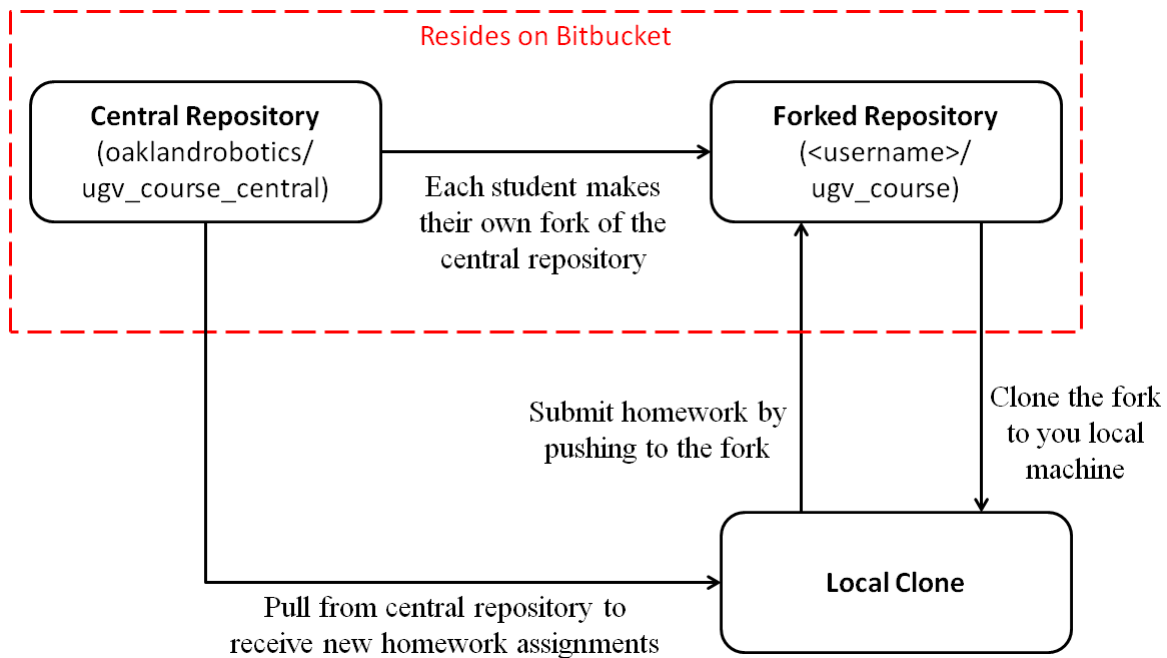 Resides on Bitbucket
Central Repository
(oaklandrobotics/
ugv_course_central)
Forked Repository
(<username>/
ugv_course)
Each student makes
their own fork of the
central repository
Submit homework by
pushing to the fork
Clone the fork
to you local
machine
Local Clone
Pull from central repository to
receive new homework assignments